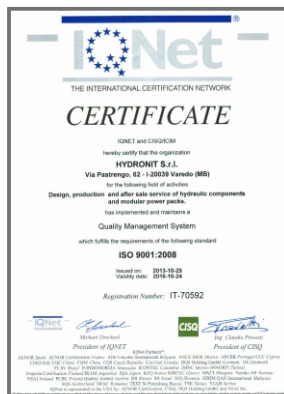 IQNet
®
THE INTERNATIONAL CERTIFICATION NETWORK
CERTIFICATE
IQNET and CISQ/ICIM
hereby certify that the organization
HYDRONIT S.r.l.
Via Pastrengo, 62 - I-20039 Varedo (MB)
for the following field of activities
Design, production and after sale service of hydraulic components
and modular power packs.
has implemented and maintains a
Quality Management System
which fulfills the requirements of the following standard
ISO 9001:2008
Issued on: 2013-10-25
Validity date: 2016-10-24
Registration Number: IT-70592
IQNet
CISQ
Michael Drechsel
Ing. Claudio Provetti
President of IQNET
President of CISQ
IQNet Partners*: